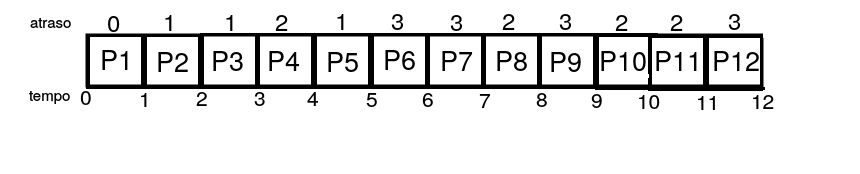 atraso 0 1 1 2 1 3 3 2 3 2 2 3
P1 P2 P3 P4 P5 P6 P7 P8 P9 P10 P11 P12
tempo 0 1 2 3 4 5 6 7 8 9 10 11 12